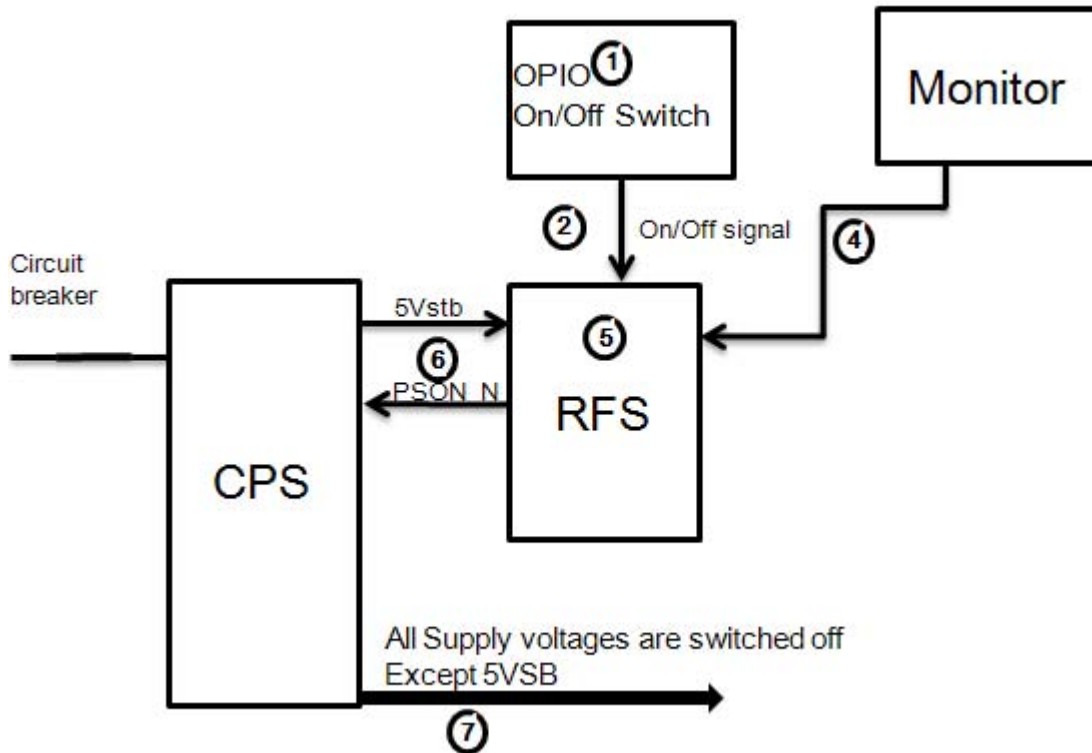 OPIO 1
On/Off Switch
Monitor
2
On/Off signal
4
Circuit
breaker
5Vstb
6
PSON_N
5
RFS
CPS
All Supply voltages are switched off
Except 5VSB
7